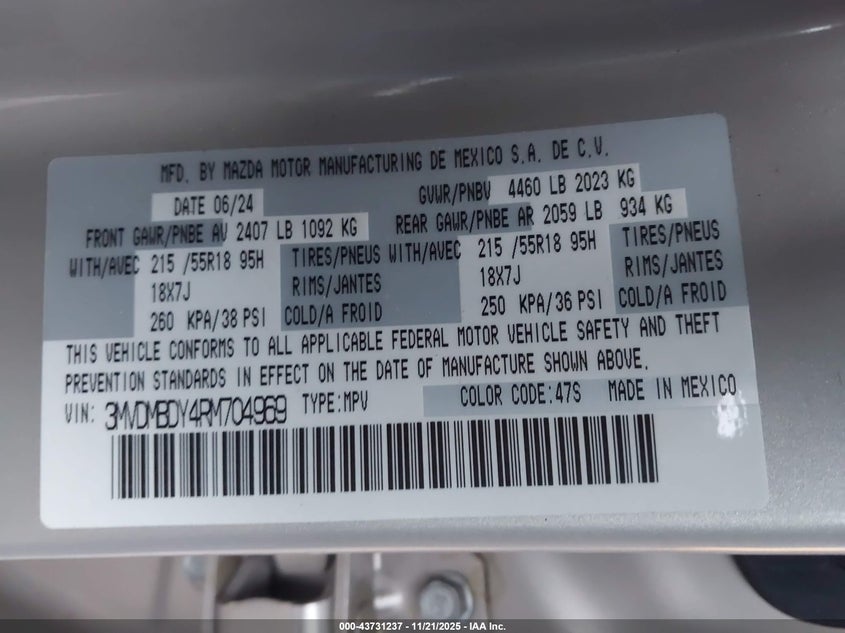 MFD. BY MAZDA MOTOR MANUFACTURING DE MEXICO S.A. DE C.V.
DATE 06/24 GVWR/PNBV 4460 LB 2023 KG
FRONT GAWR/PNBE AV 2407 LB 1092 KG REAR GAWR/PNBE AR 2059 LB 934 KG
WITH/AVEC 215 /55R18 95H TIRES/PNEUS WITH/AVEC 215 /55R18 95H TIRES/PNEUS
18X7J RIMS/JANTES 18X7J RIMS/JANTES
260 KPA/38 PSI COLD/A FROID 250 KPA/36 PSI COLD/A FROID
THIS VEHICLE CONFORMS TO ALL APPLICABLE FEDERAL MOTOR VEHICLE SAFETY AND THEFT
PREVENTION STANDARDS IN EFFECT ON THE DATE OF MANUFACTURE SHOWN ABOVE.
VIN: 3MVDMBDY4RM704969 TYPE:MPV COLOR CODE:47S MADE IN MEXICO
000-43731237 - 11/21/2025 - IAA Inc.